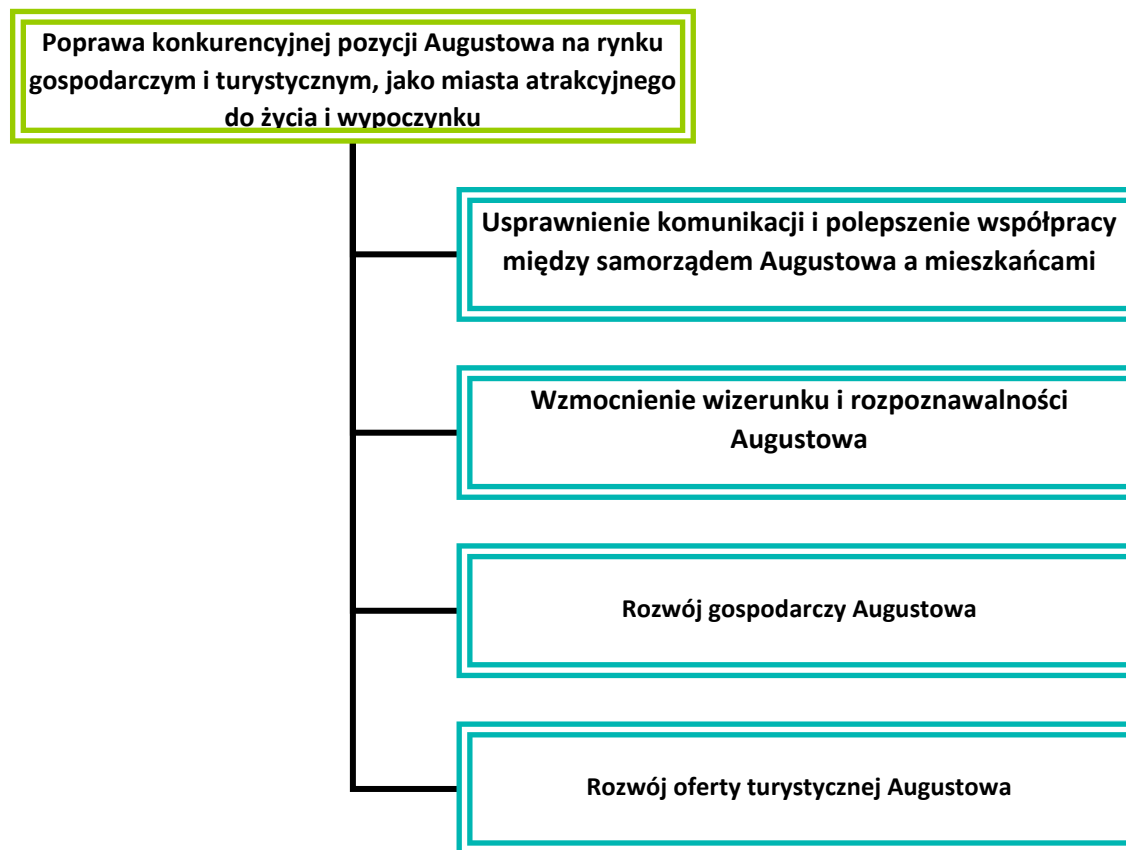 Poprawa konkurencyjnej pozycji Augustowa na rynku
gospodarczym i turystycznym, jako miasta atrakcyjnego
do życia i wypoczynku
Usprawnienie komunikacji i polepszenie współpracy
między samorządem Augustowa a mieszkańcami
Wzmocnienie wizerunku i rozpoznawalności
Augustowa
Rozwój gospodarczy Augustowa
Rozwój oferty turystycznej Augustowa